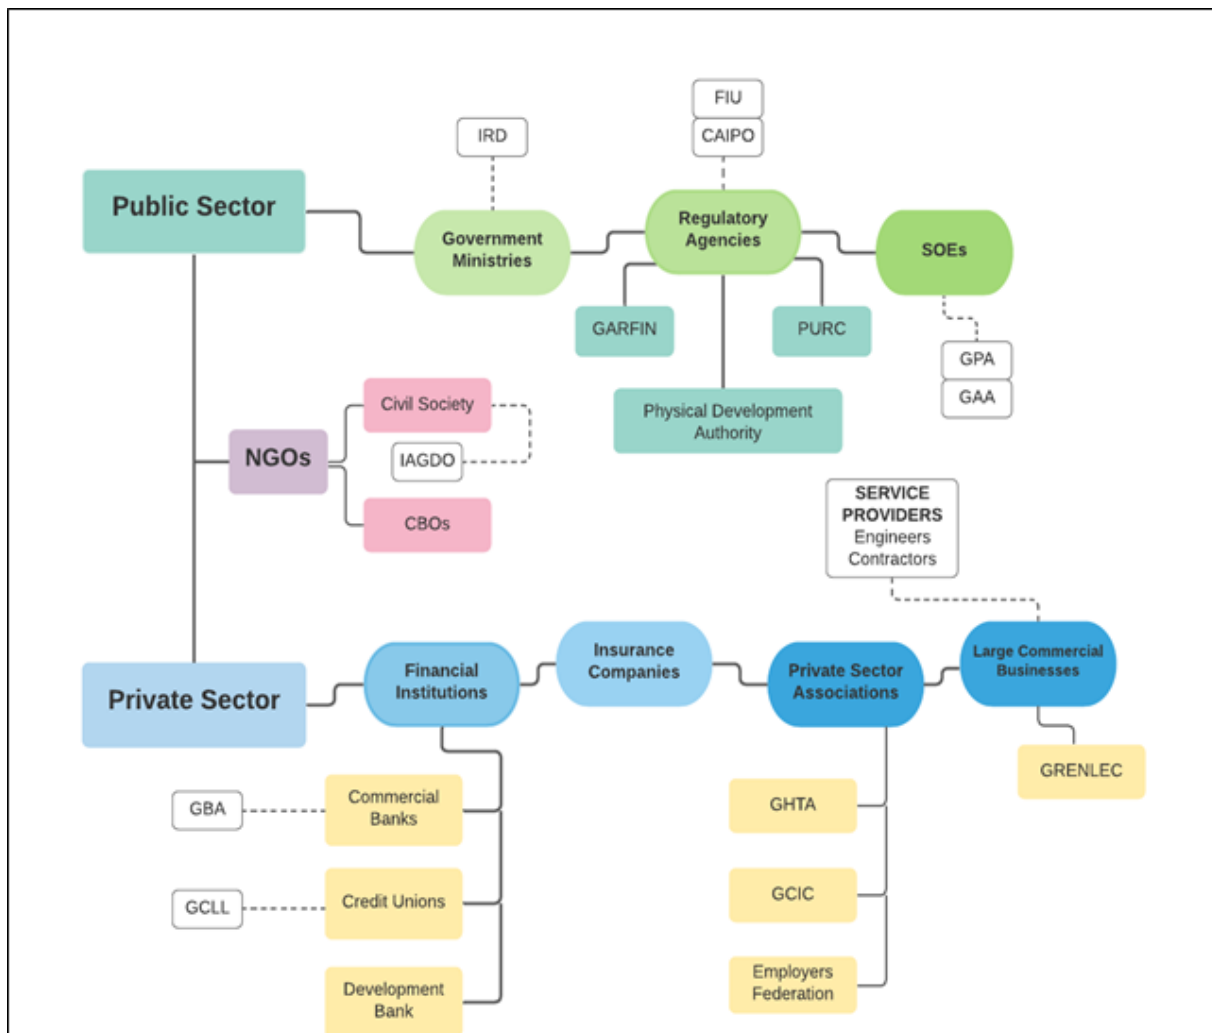 FIU
IRD
CAIPO
Public Sector
Government
Ministries
Regulatory
Agencies
SOEs
GARFIN
PURC
GPA
GAA
Physical Development
Authority
Civil Society
NGOs
IAGDO
CBOs
SERVICE
PROVIDERS
Engineers
Contractors
Private Sector
Financial
Institutions
Insurance
Companies
Private Sector
Associations
Large Commercial
Businesses
GRENLEC
GBA
Commercial
Banks
GHTA
GCLL
Credit Unions
GCIC
Development
Bank
Employers
Federation